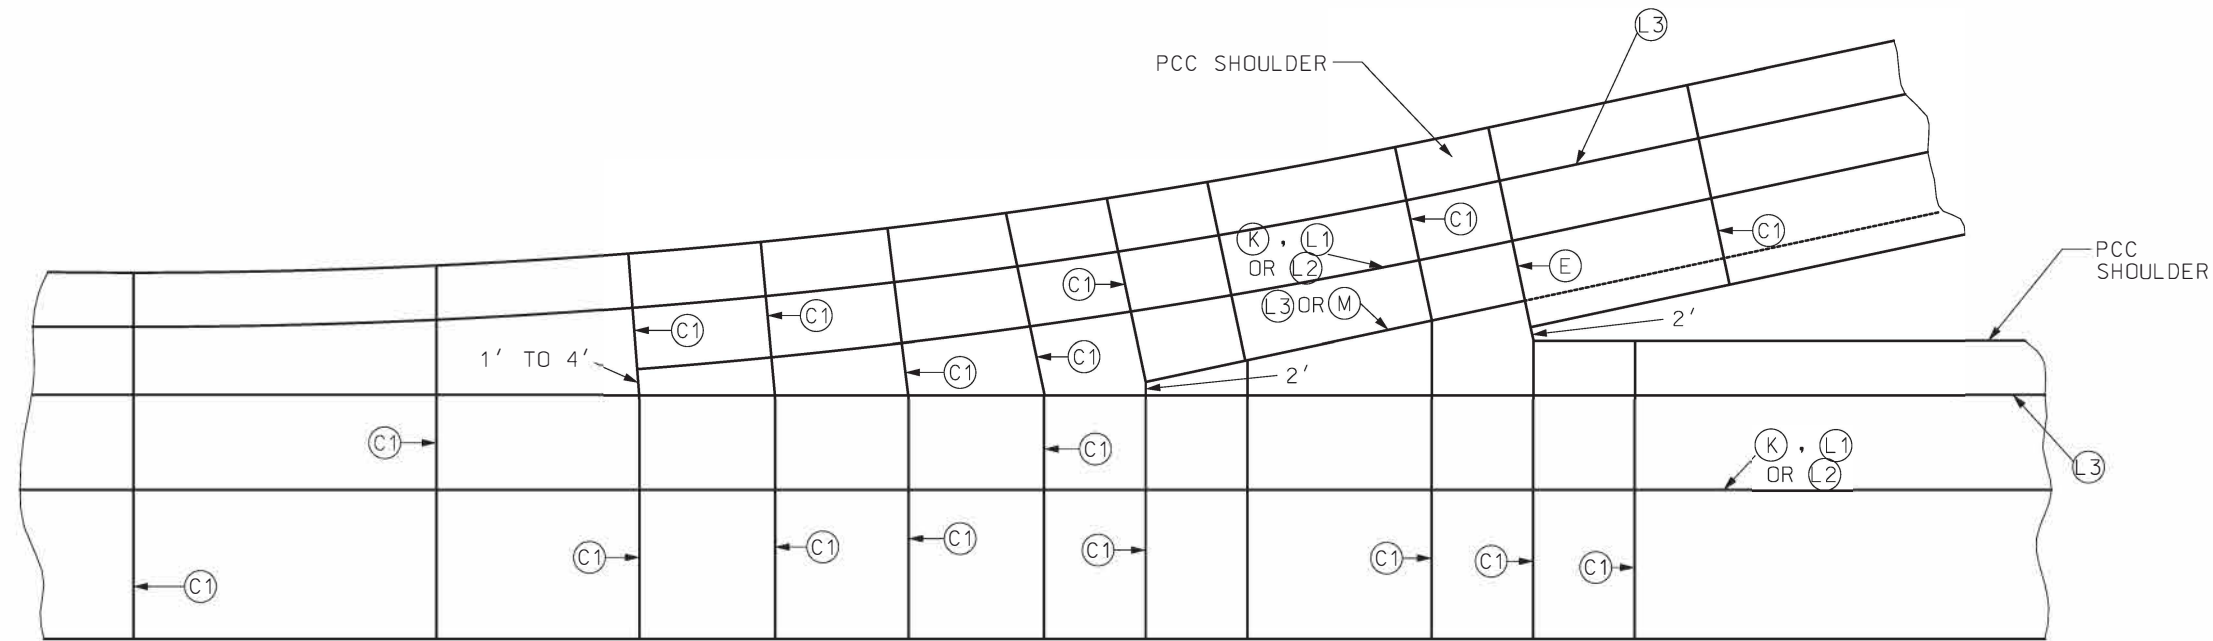 L3
PCC SHOULDER
C1
K , L1
OR L2
C1
C1
E
PCC
SHOULDER
C1
L3 OR M
C1
C1
2'
1' TO 4'
C1
C1
2'
C1
C1
K , L1
OR L2
L3
C1
C1
C1
C1
C1
C1
C1
C1
C1